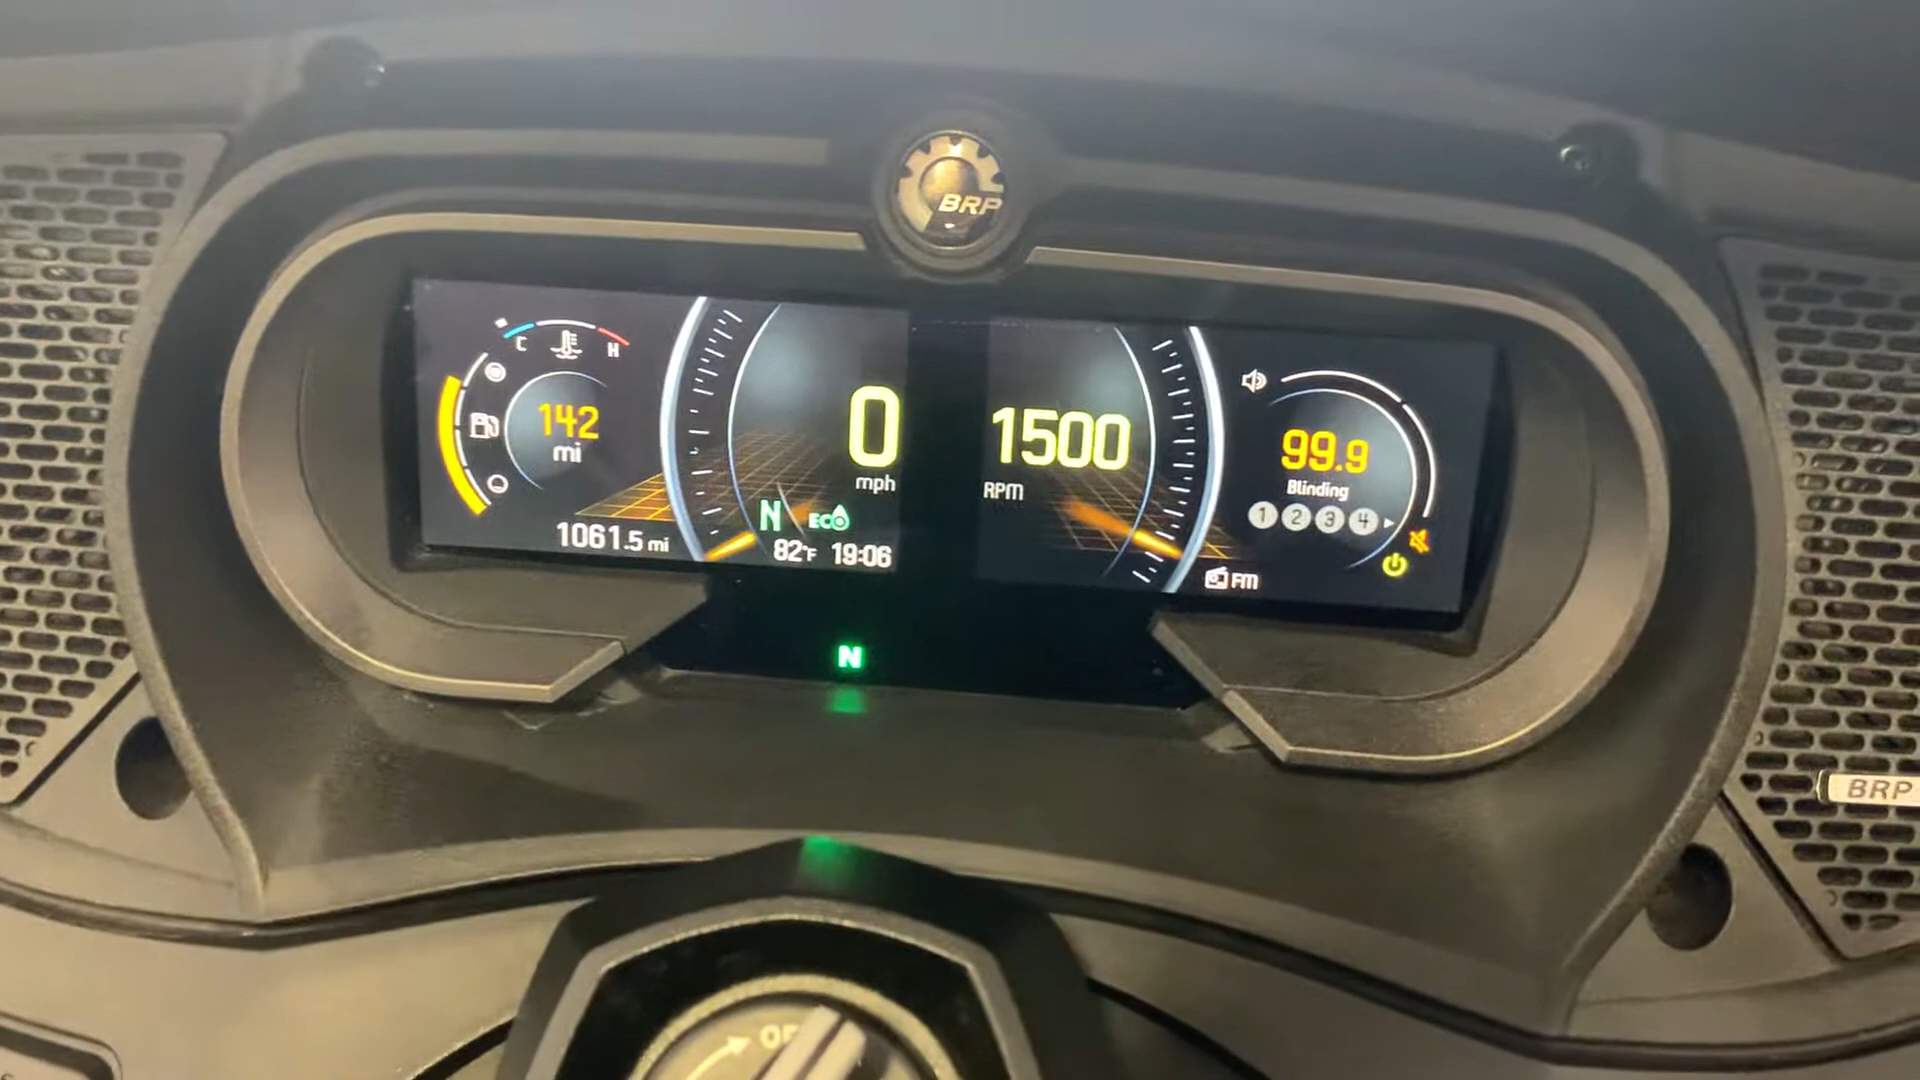 BRP
C
H
142
mi
1061.5 mi
0
mph
N ECO
82°F 19:06
1500
RPM
99.9
Blinding
1 2 3 4
FM
N
BRP